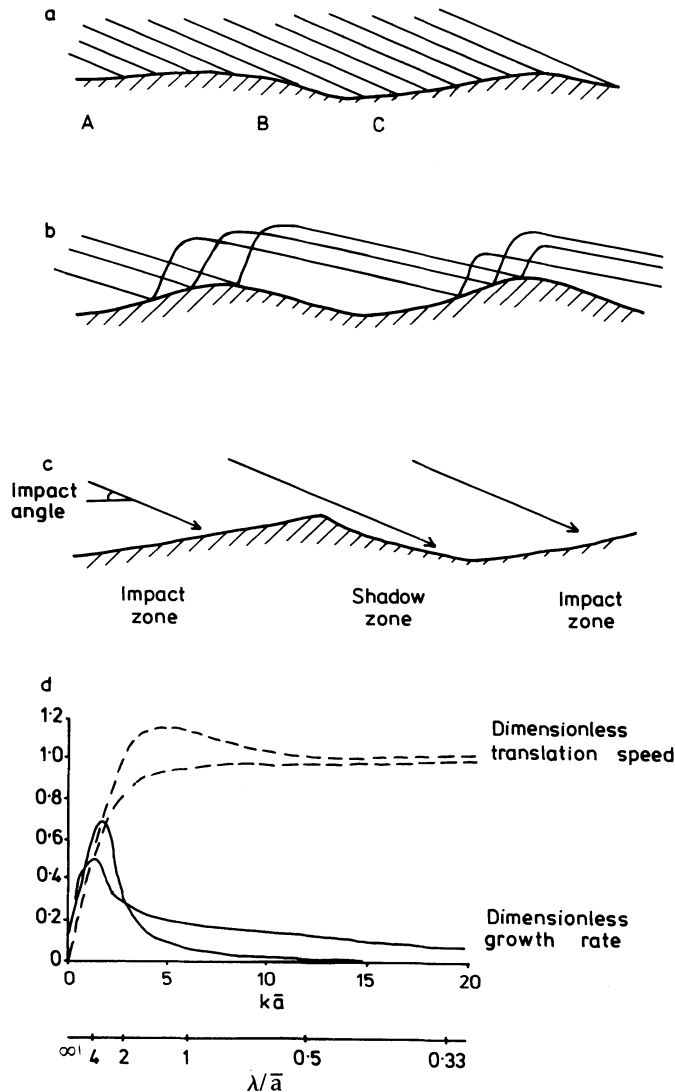 a
A B C
b
c
Impact
angle
Impact
zone
Shadow
zone
Impact
zone
d
1·2
1·0
0·8
0·6
0·4
0·2
0
Dimensionless
translation speed
Dimensionless
growth rate
0 5 10 15 20
kā
∞ 4 2 1 0·5 0·33
λ/ā